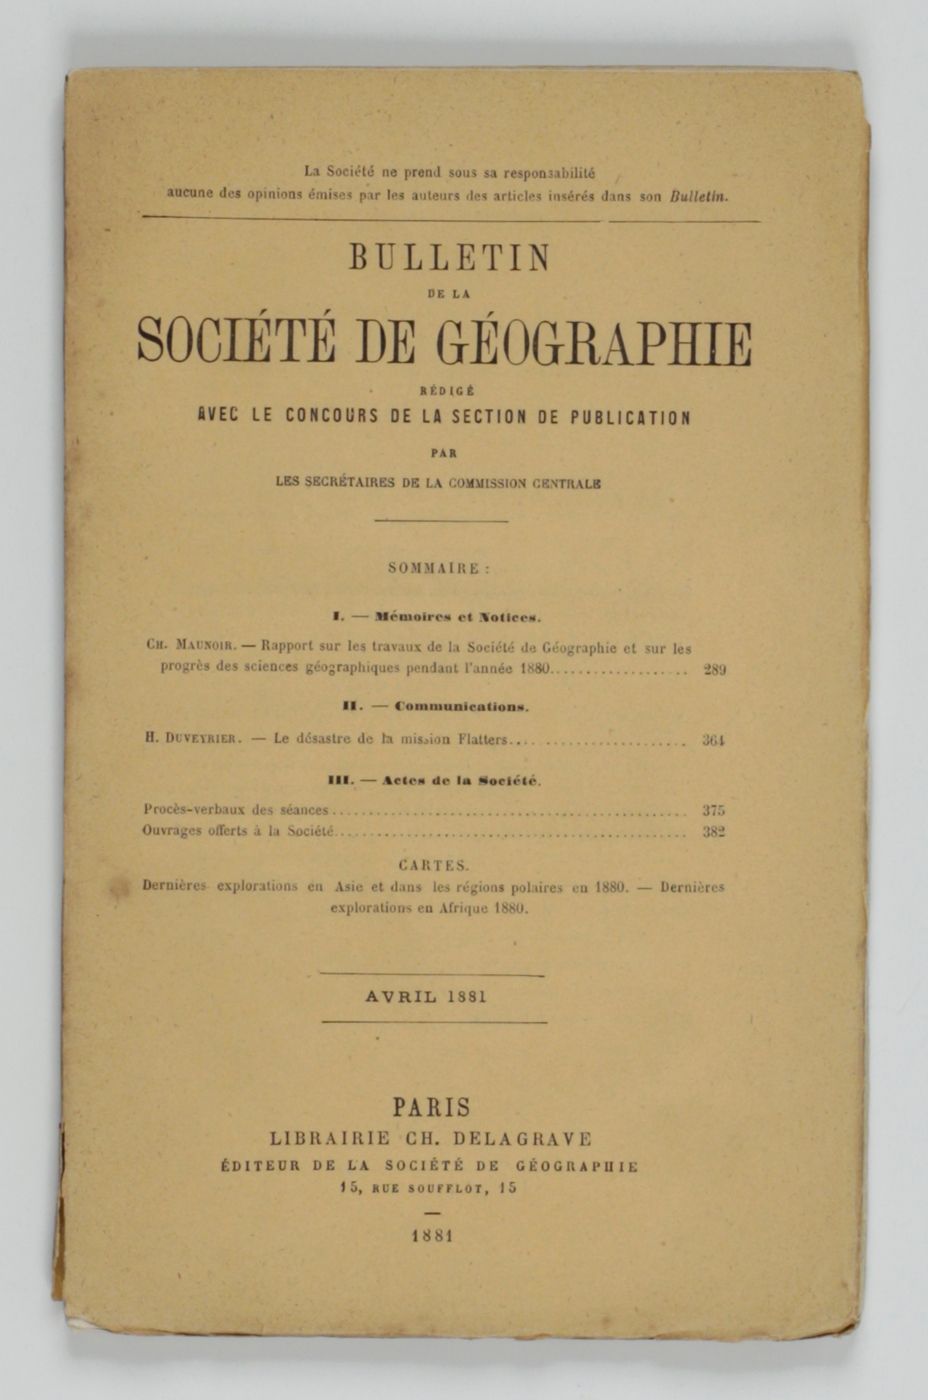 La Société ne prend sous sa responsabilité
aucune des opinions émises par les auteurs des articles insérés dans son Bulletin.
BULLETIN
DE LA
SOCIÉTÉ DE GÉOGRAPHIE
RÉDIGÉ
AVEC LE CONCOURS DE LA SECTION DE PUBLICATION
PAR
LES SECRÉTAIRES DE LA COMMISSION CENTRALE
SOMMAIRE :
I. — Mémoires et Notices.
CH. MAUNOIR. — Rapport sur les travaux de la Société de Géographie et sur les
progrès des sciences géographiques pendant l'année 1880.................. 289
II. — Communications.
H. DUVEYRIER. — Le désastre de la mission Flatters........................ 364
III. — Actes de la Société.
Procès-verbaux des séances............................................ 375
Ouvrages offerts à la Société........................................... 382
CARTES.
Dernières explorations en Asie et dans les régions polaires en 1880. — Dernières
explorations en Afrique 1880.
AVRIL 1881
PARIS
LIBRAIRIE CH. DELAGRAVE
ÉDITEUR DE LA SOCIÉTÉ DE GÉOGRAPHIE
15, RUE SOUFFLOT, 15
—
1881